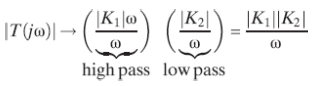 |T(jω)| → (|K₁|ω / ω) (|K₂| / ω) = |K₁||K₂| / ω
high pass low pass